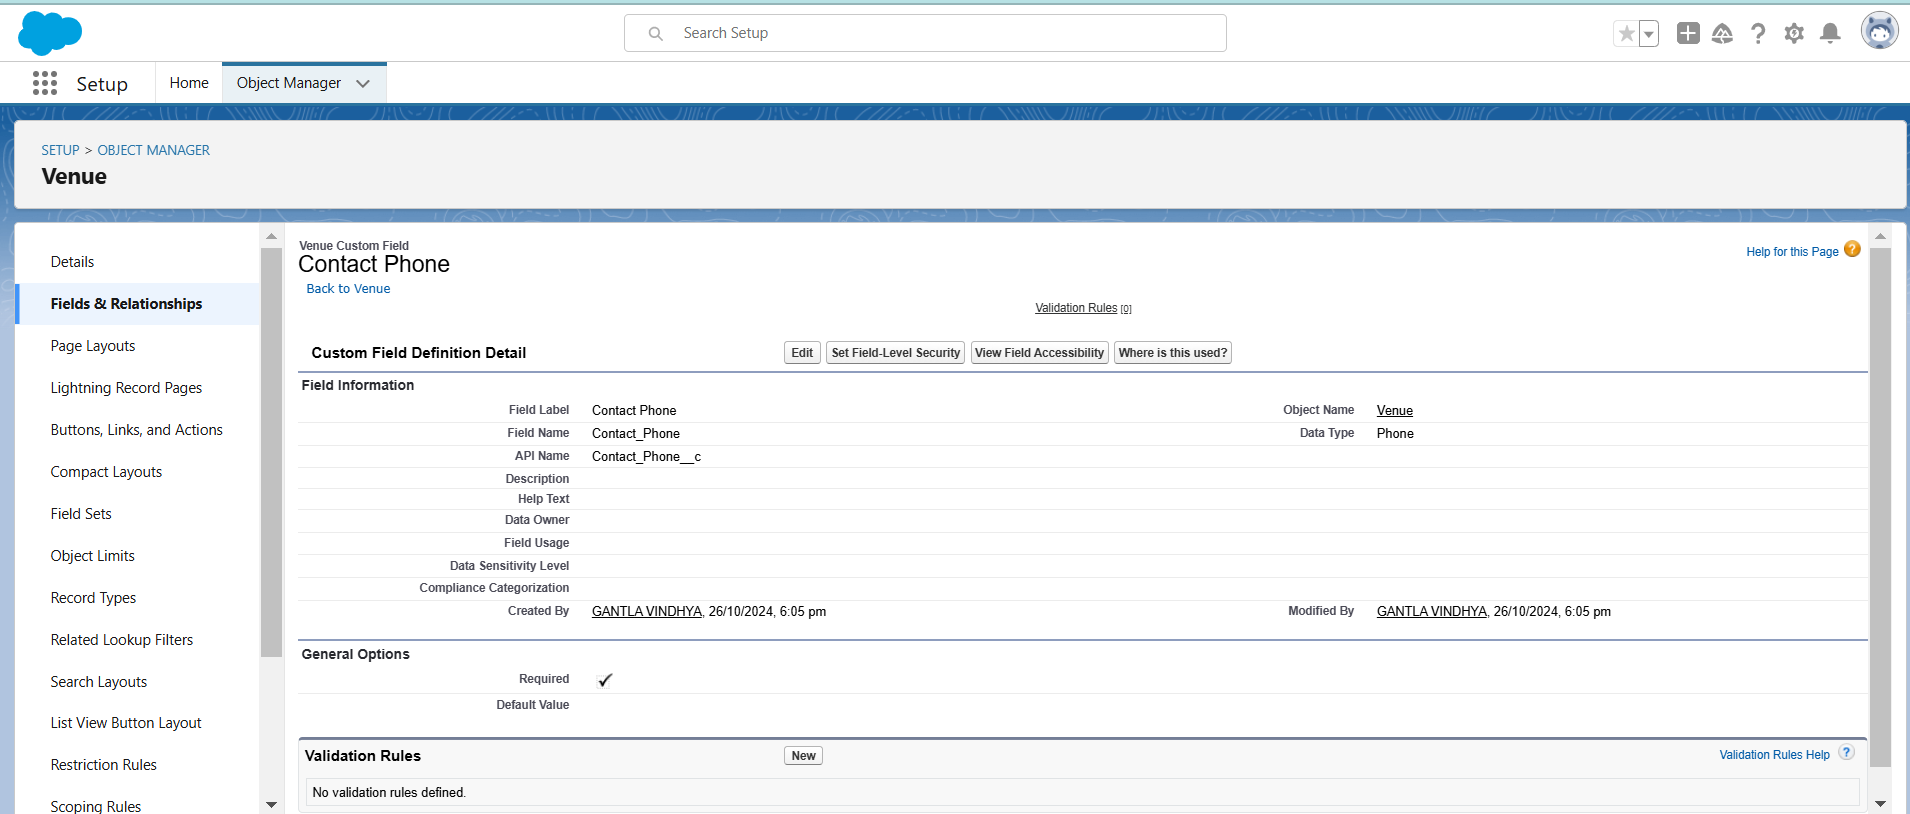 Search Setup
Setup
Home
Object Manager
SETUP > OBJECT MANAGER
Venue
Details
Fields & Relationships
Page Layouts
Lightning Record Pages
Buttons, Links, and Actions
Compact Layouts
Field Sets
Object Limits
Record Types
Related Lookup Filters
Search Layouts
List View Button Layout
Restriction Rules
Scoping Rules
Venue Custom Field
Contact Phone
Back to Venue
Help for this Page ?
Validation Rules [0]
Custom Field Definition Detail Edit Set Field-Level Security View Field Accessibility Where is this used?
Field Information
Field Label Contact Phone Object Name Venue
Field Name Contact_Phone Data Type Phone
API Name Contact_Phone__c
Description
Help Text
Data Owner
Field Usage
Data Sensitivity Level
Compliance Categorization
Created By GANTLA VINDHYA, 26/10/2024, 6:05 pm Modified By GANTLA VINDHYA, 26/10/2024, 6:05 pm
General Options
Required ✓
Default Value
Validation Rules New Validation Rules Help ?
No validation rules defined.